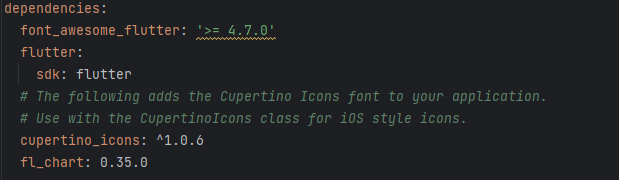 dependencies:
font_awesome_flutter: '>= 4.7.0'
flutter:
sdk: flutter
# The following adds the Cupertino Icons font to your application.
# Use with the CupertinoIcons class for iOS style icons.
cupertino_icons: ^1.0.6
fl_chart: 0.35.0